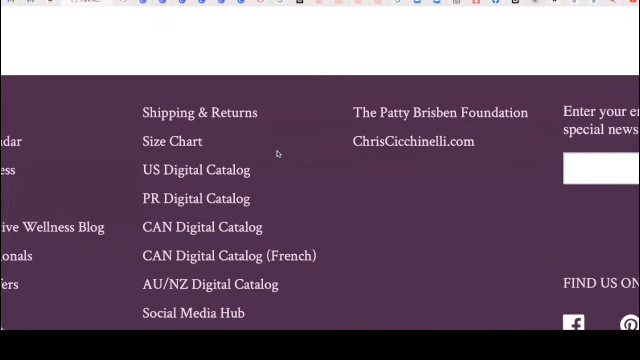 Shipping & Returns
Size Chart
US Digital Catalog
PR Digital Catalog
CAN Digital Catalog
CAN Digital Catalog (French)
AU/NZ Digital Catalog
Social Media Hub
The Patty Brisben Foundation
ChrisCicchinelli.com
Enter your e
special news
FIND US ON
ndar
ess
ive Wellness Blog
onals
fers